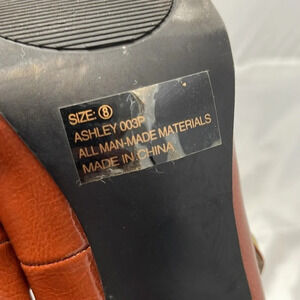 SIZE: 8
ASHLEY 003P
ALL MAN-MADE MATERIALS
MADE IN CHINA